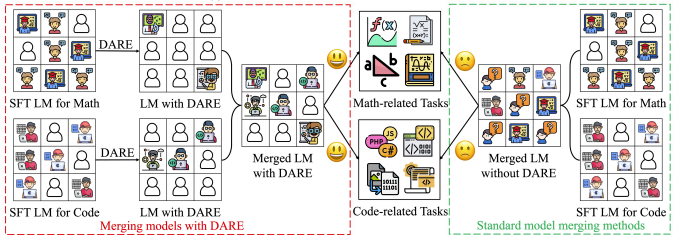 DARE
SFT LM for Math
LM with DARE
DARE
SFT LM for Code
LM with DARE
Merged LM
with DARE
Merging models with DARE
f(x)
a
b
c
Math-related Tasks
PHP
JS
C#
Code-related Tasks
Merged LM
without DARE
SFT LM for Math
SFT LM for Code
Standard model merging methods